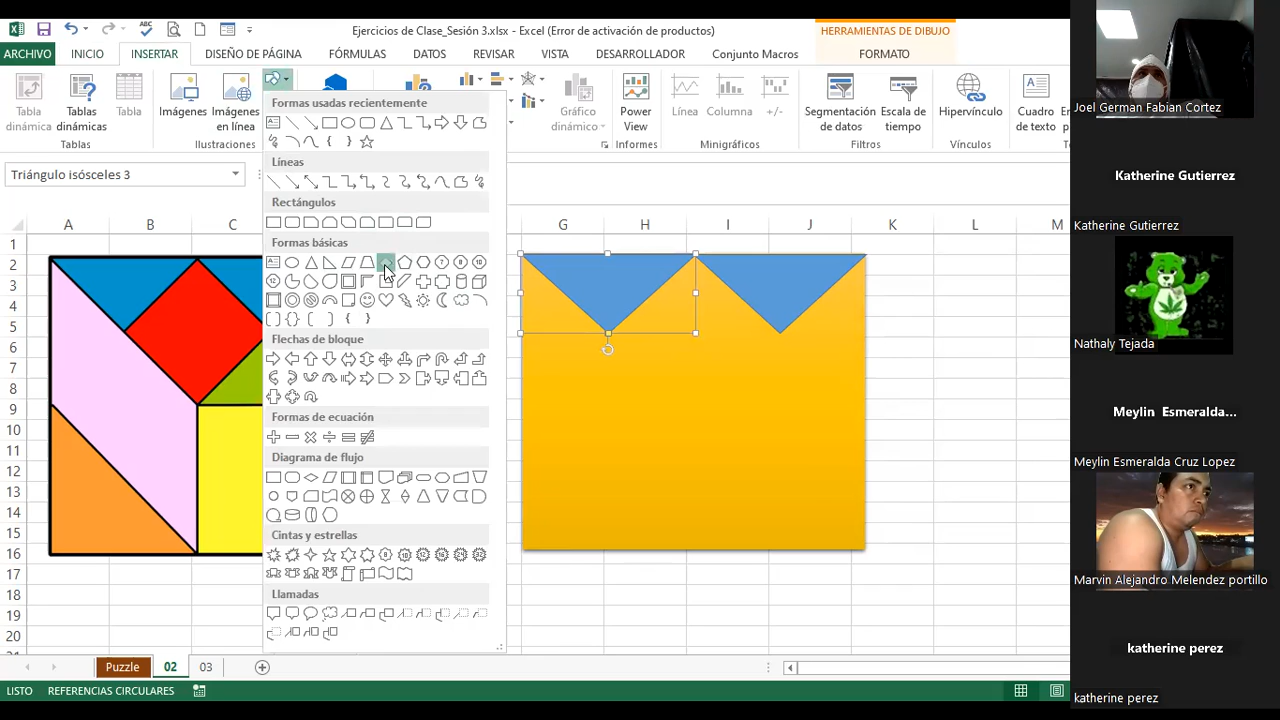 Ejercicios de Clase_Sesión 3.xlsx - Excel (Error de activación de productos)
HERRAMIENTAS DE DIBUJO
ARCHIVO INICIO INSERTAR DISEÑO DE PÁGINA FÓRMULAS DATOS REVISAR VISTA DESARROLLADOR Conjunto Macros FORMATO
Tabla dinámica
Tablas dinámicas
Imágenes
Imágenes en línea
Gráfico dinámico
Power View
Línea
Columna
+/-
Segmentación de datos
Escala de tiempo
Hipervínculo
Cuadro de texto
Tablas
Ilustraciones
Informes
Minigráficos
Filtros
Vínculos
Triángulo isósceles 3
Formas usadas recientemente
Líneas
Rectángulos
Formas básicas
Flechas de bloque
Formas de ecuación
Diagrama de flujo
Cintas y estrellas
Llamadas
A B C G H I J K L M
1
2
3
4
5
6
7
8
9
10
11
12
13
14
15
16
17
18
19
20
Puzzle 02 03
LISTO REFERENCIAS CIRCULARES
Joel German Fabian Cortez
Katherine Gutierrez
Katherine Gutierrez
Nathaly Tejada
Meylin Esmeralda...
Meylin Esmeralda Cruz Lopez
Marvin Alejandro Melendez portillo
katherine perez
katherine perez